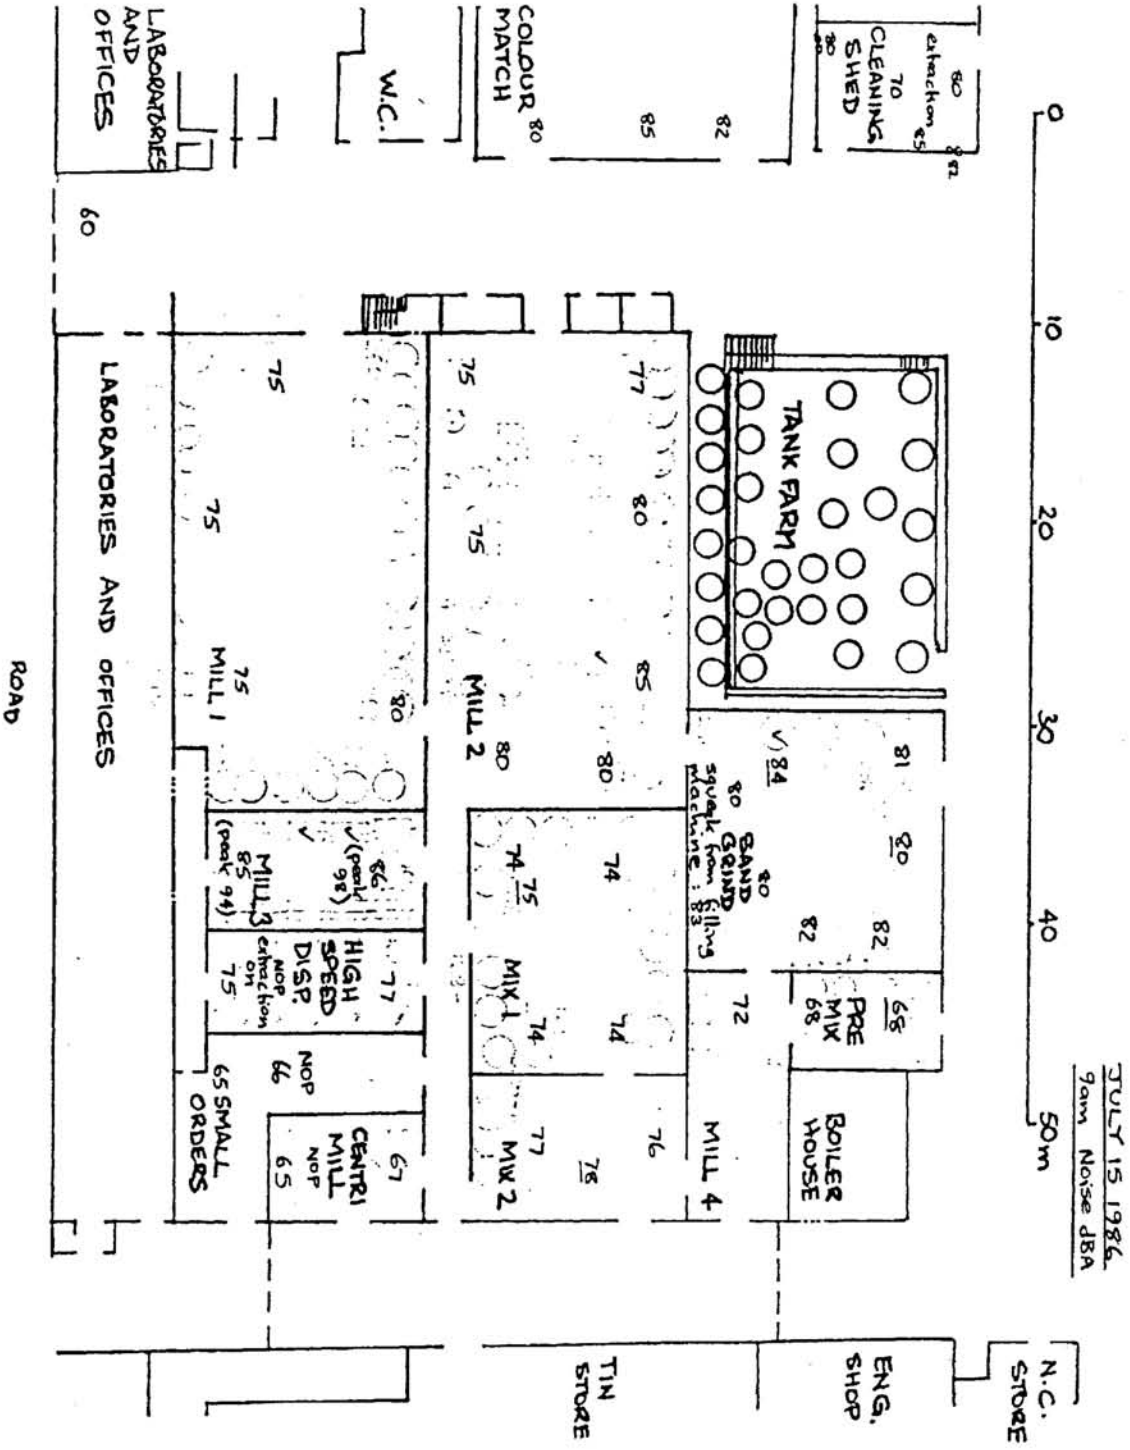 JULY 15 1986
9am Noise dBA
0
10
20
30
40
50m
80
extraction 85
82
70
CLEANING
SHED
80
80
82
85
80
COLOUR
MATCH
W.C.
LABORATORIES
AND
OFFICES
60
TANK FARM
77
80
85
80
75
75
80
MILL 2
75
75
75
MILL 1
80
LABORATORIES AND OFFICES
ROAD
81
80
82
82
✓) 84
80
BAND
GRIND
80
squeak from filling
machine : 83
68
PRE
MIX
68
72
MILL 4
BOILER
HOUSE
74
74 75
74
74
MIX 1
76
78
77
MIX 2
86
✓ (peak
98)
✓
MILL 3
85
(peak 94)
77
HIGH
SPEED
DISP.
NOP
extraction
on
75
NOP
66
65 SMALL
ORDERS
67
CENTRI
MILL
NOP
65
N.C.
STORE
ENG.
SHOP
TIN
STORE